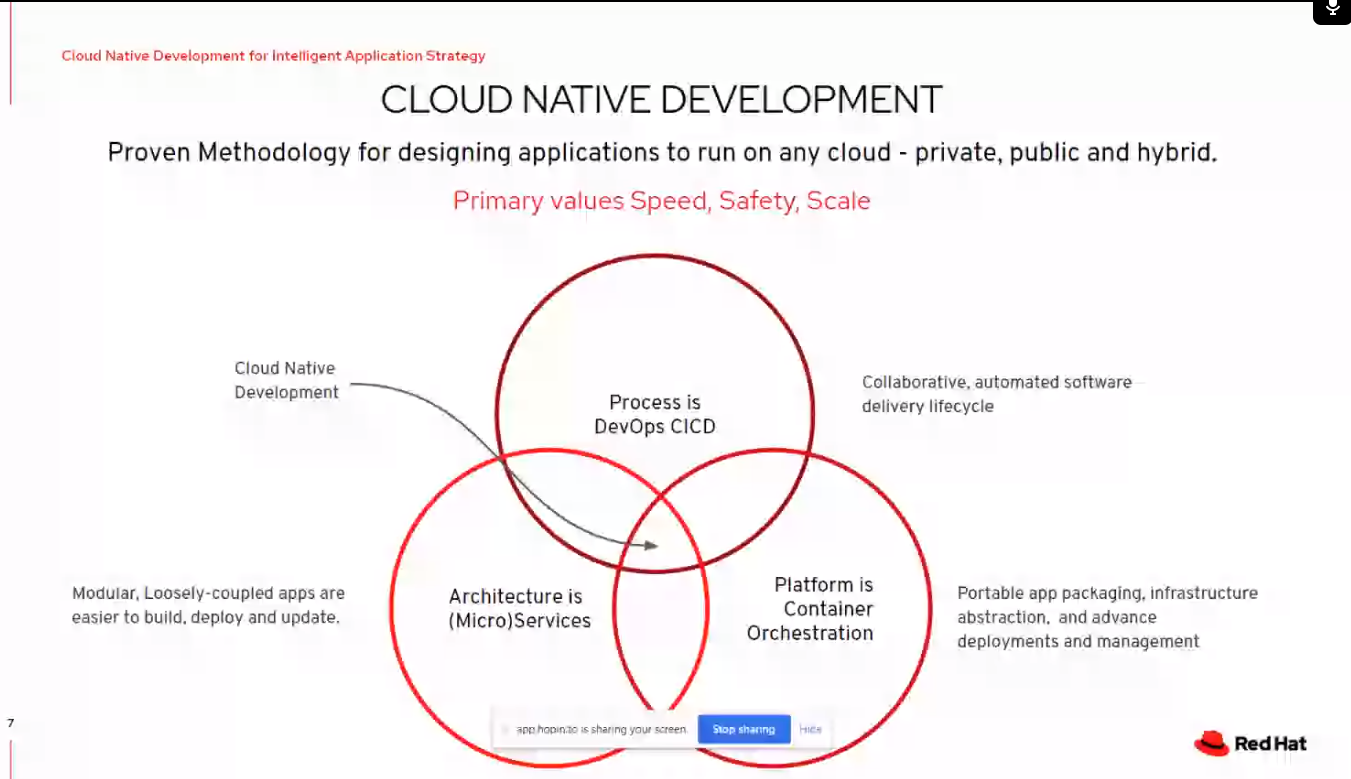 Cloud Native Development for Intelligent Application Strategy
CLOUD NATIVE DEVELOPMENT
Proven Methodology for designing applications to run on any cloud - private, public and hybrid.
Primary values Speed, Safety, Scale
Cloud Native
Development
Process is
DevOps CICD
Collaborative, automated software
delivery lifecycle
Modular, Loosely-coupled apps are
easier to build, deploy and update.
Architecture is
(Micro)Services
Platform is
Container
Orchestration
Portable app packaging, infrastructure
abstraction, and advance
deployments and management
7
app.hopin.to is sharing your screen.
Stop sharing
Hide
Red Hat